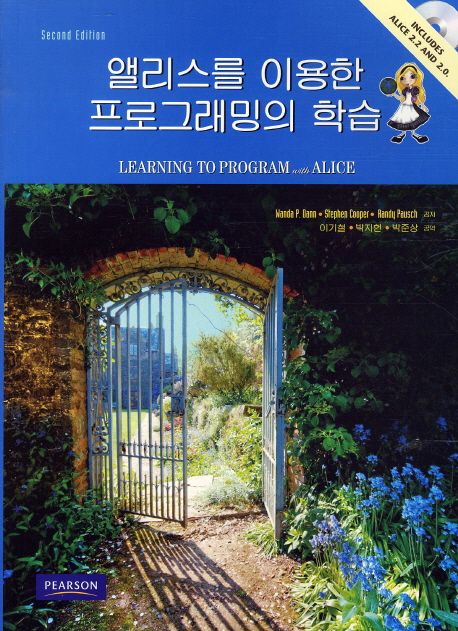 Second Edition
INCLUDES
ALICE 2.2 AND 2.0.
앨리스를 이용한
프로그래밍의 학습
LEARNING TO PROGRAM with ALICE
Wanda P. Dann • Stephen Cooper • Randy Pausch 원저
이기철 • 박지헌 • 박준상 공역
PEARSON